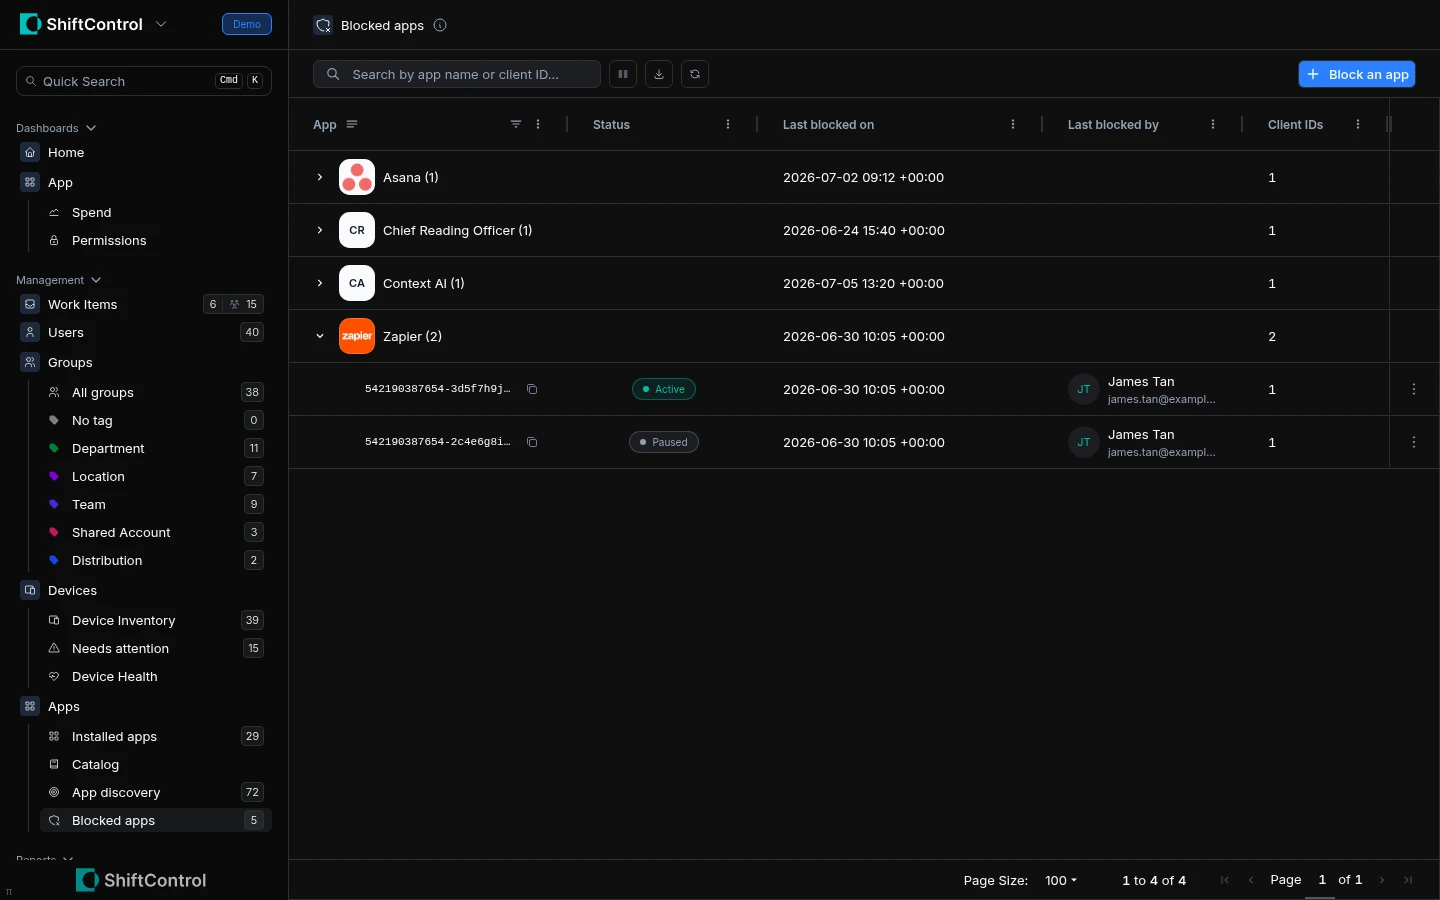 ShiftControl
Demo
Quick Search
Cmd K
Dashboards
Home
App
Spend
Permissions
Management
Work Items 6 15
Users 40
Groups
All groups 38
No tag 0
Department 11
Location 7
Team 9
Shared Account 3
Distribution 2
Devices
Device Inventory 39
Needs attention 15
Device Health
Apps
Installed apps 29
Catalog
App discovery 72
Blocked apps 5
Reports
ShiftControl
π
Blocked apps
Search by app name or client ID...
Block an app
App Status Last blocked on Last blocked by Client IDs
Asana (1) 2026-07-02 09:12 +00:00 1
CR Chief Reading Officer (1) 2026-06-24 15:40 +00:00 1
CA Context AI (1) 2026-07-05 13:20 +00:00 1
zapier Zapier (2) 2026-06-30 10:05 +00:00 2
542190387654-3d5f7h9j… Active 2026-06-30 10:05 +00:00 JT James Tan 1
james.tan@exampl...
542190387654-2c4e6g8i… Paused 2026-06-30 10:05 +00:00 JT James Tan 1
james.tan@exampl...
Page Size: 100 1 to 4 of 4 Page 1 of 1